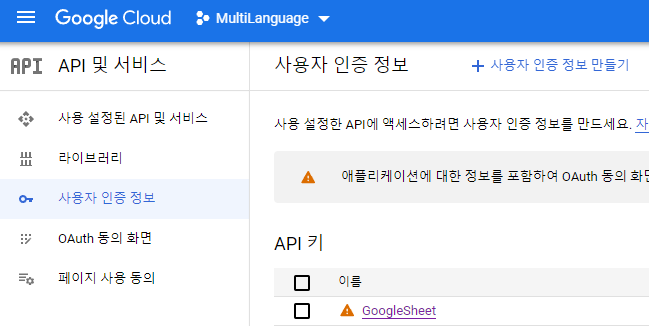 Google Cloud MultiLanguage
API API 및 서비스
사용 설정된 API 및 서비스
라이브러리
사용자 인증 정보
OAuth 동의 화면
페이지 사용 동의
사용자 인증 정보 + 사용자 인증 정보 만들기
사용 설정한 API에 액세스하려면 사용자 인증 정보를 만드세요. 자
애플리케이션에 대한 정보를 포함하여 OAuth 동의 화면
API 키
이름
GoogleSheet